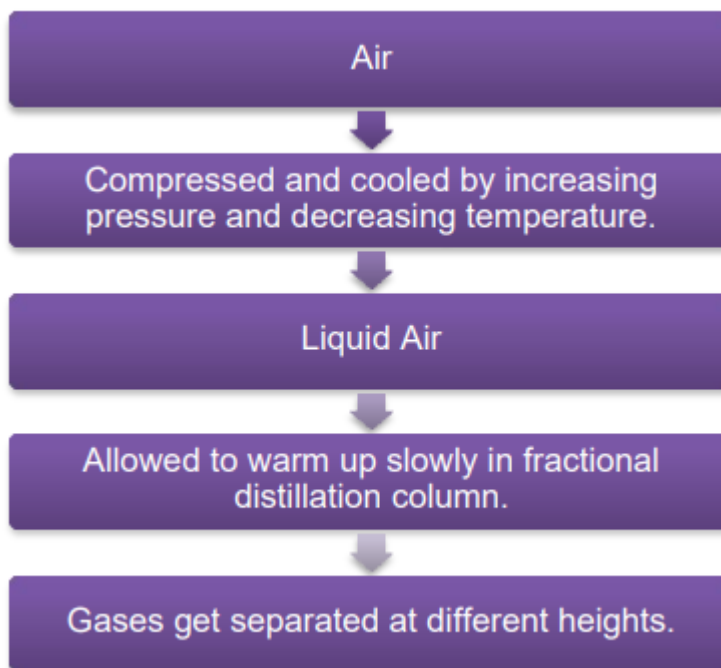 Air
Compressed and cooled by increasing
pressure and decreasing temperature.
Liquid Air
Allowed to warm up slowly in fractional
distillation column.
Gases get separated at different heights.